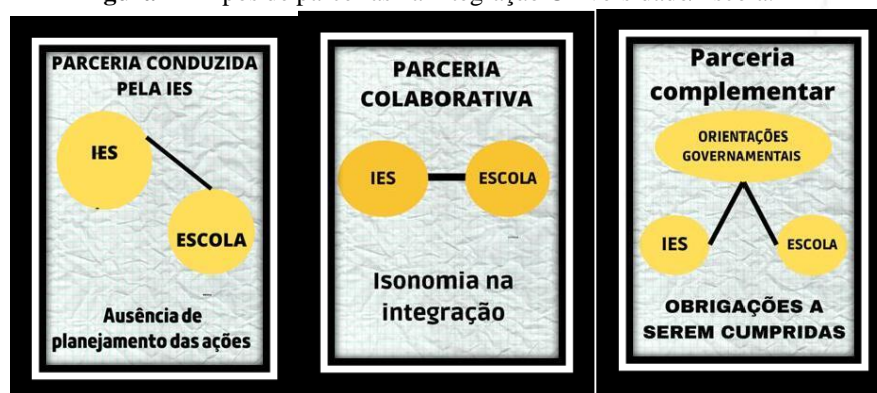 PARCERIA CONDUZIDA
PELA IES
IES
ESCOLA
Ausência de
planejamento das ações
PARCERIA
COLABORATIVA
IES
ESCOLA
Isonomia na
integração
Parceria
complementar
ORIENTAÇÕES
GOVERNAMENTAIS
IES
ESCOLA
OBRIGAÇÕES A
SEREM CUMPRIDAS